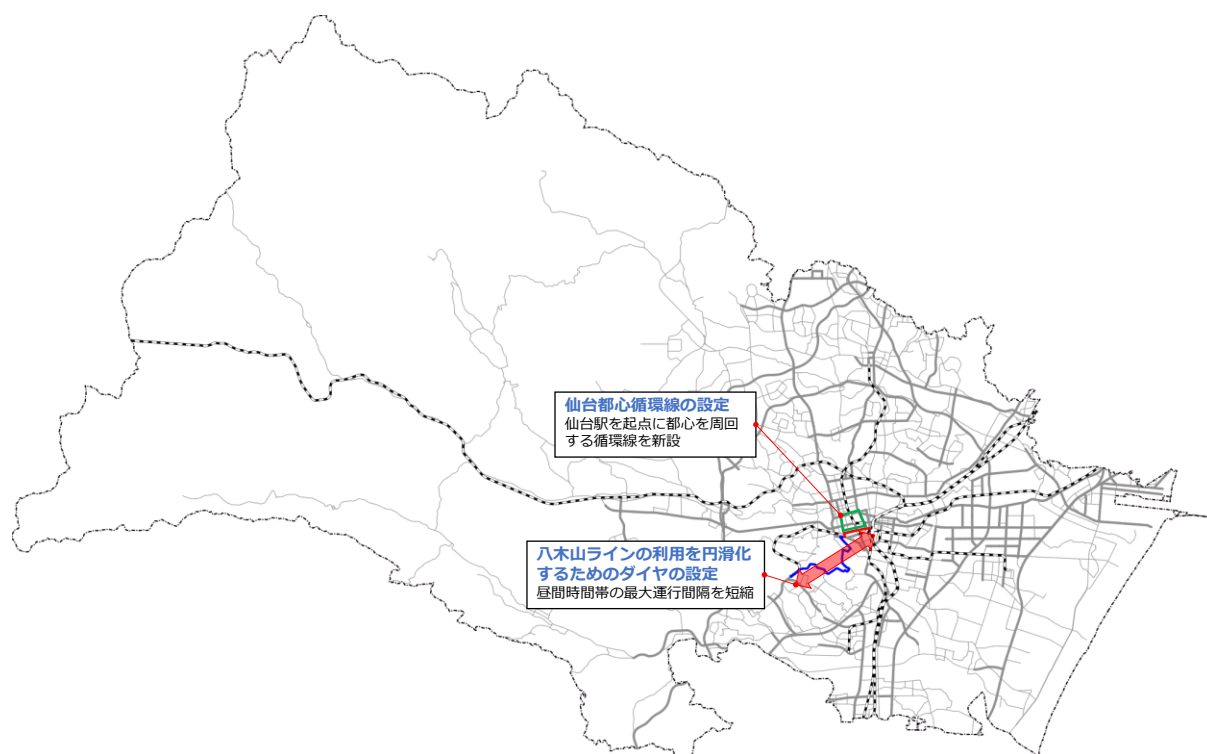 仙台都心循環線の設定
仙台駅を起点に都心を周回
する循環線を新設
八木山ラインの利用を円滑化
するためのダイヤの設定
昼間時間帯の最大運行間隔を短縮